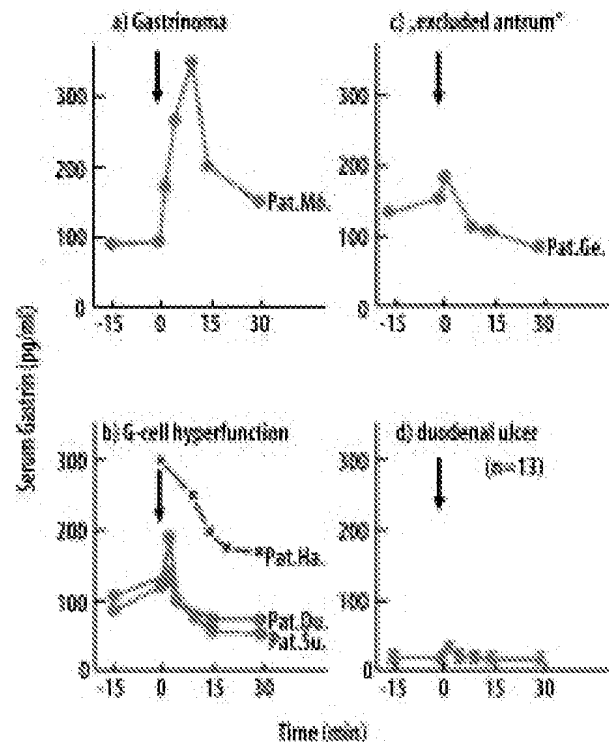 a) Gastrinoma
300
200
100
0
-15 0 15 30
Pat.Mö.
c) „excluded antrum“
300
200
100
0
-15 0 15 30
Pat.Ge.
Serum Gastrin (pg/ml)
b) G-cell hyperfunction
300
200
100
0
-15 0 15 30
Pat.Ha.
Pat.Du.
Pat.Su.
d) duodenal ulcer
(n=13)
300
200
100
0
-15 0 15 30
Time (min)